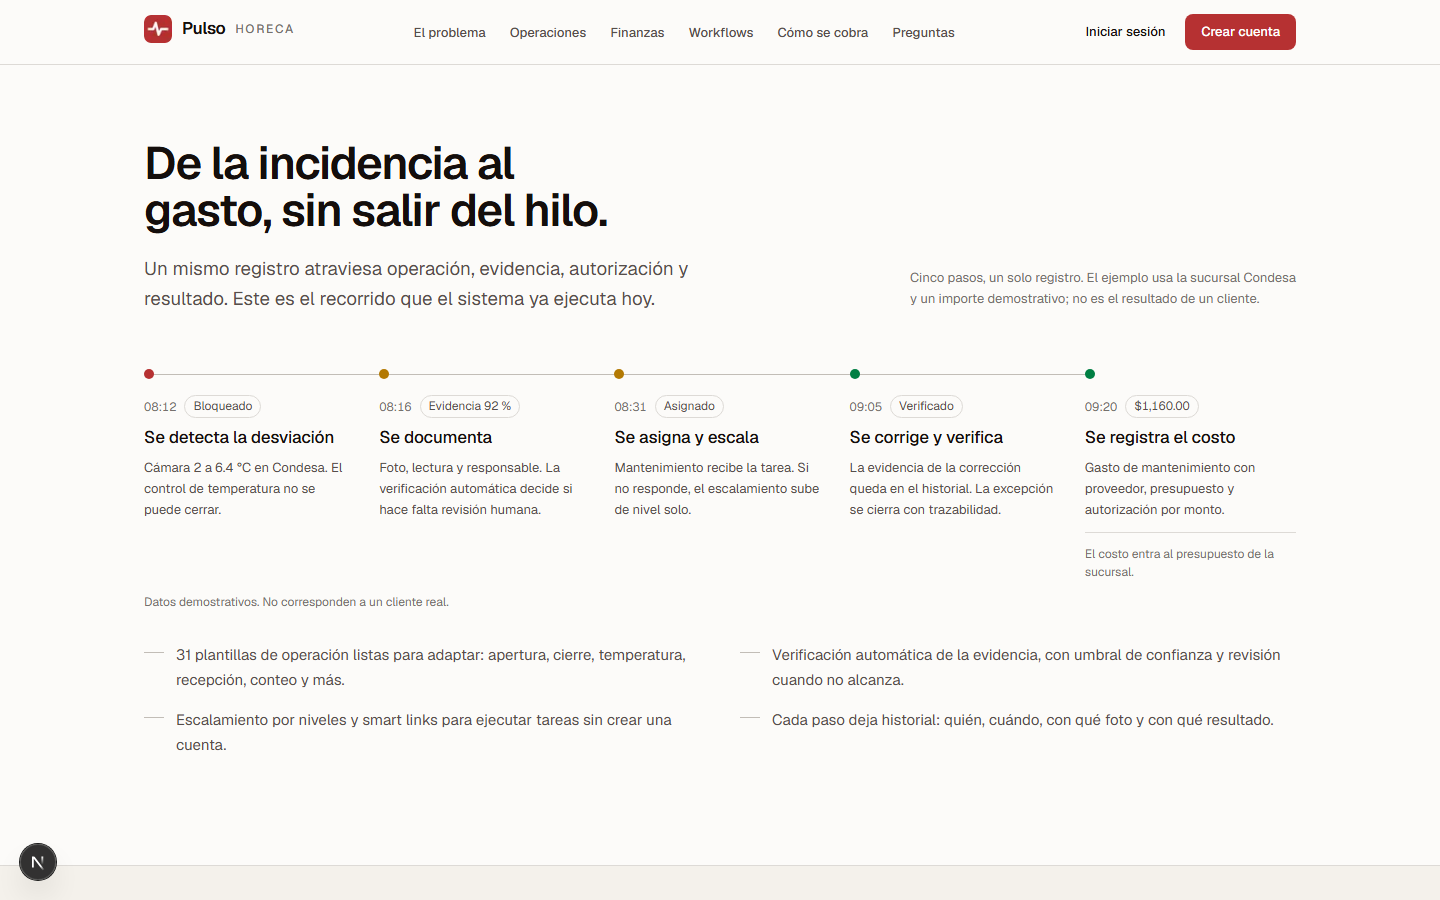 Pulso HORECA
El problema
Operaciones
Finanzas
Workflows
Cómo se cobra
Preguntas
Iniciar sesión
Crear cuenta
De la incidencia al
gasto, sin salir del hilo.
Un mismo registro atraviesa operación, evidencia, autorización y
resultado. Este es el recorrido que el sistema ya ejecuta hoy.
Cinco pasos, un solo registro. El ejemplo usa la sucursal Condesa
y un importe demostrativo; no es el resultado de un cliente.
08:12 Bloqueado
Se detecta la desviación
Cámara 2 a 6.4 °C en Condesa. El
control de temperatura no se
puede cerrar.
08:16 Evidencia 92 %
Se documenta
Foto, lectura y responsable. La
verificación automática decide si
hace falta revisión humana.
08:31 Asignado
Se asigna y escala
Mantenimiento recibe la tarea. Si
no responde, el escalamiento sube
de nivel solo.
09:05 Verificado
Se corrige y verifica
La evidencia de la corrección
queda en el historial. La excepción
se cierra con trazabilidad.
09:20 $1,160.00
Se registra el costo
Gasto de mantenimiento con
proveedor, presupuesto y
autorización por monto.
El costo entra al presupuesto de la
sucursal.
Datos demostrativos. No corresponden a un cliente real.
31 plantillas de operación listas para adaptar: apertura, cierre, temperatura,
recepción, conteo y más.
Verificación automática de la evidencia, con umbral de confianza y revisión
cuando no alcanza.
Escalamiento por niveles y smart links para ejecutar tareas sin crear una
cuenta.
Cada paso deja historial: quién, cuándo, con qué foto y con qué resultado.
N